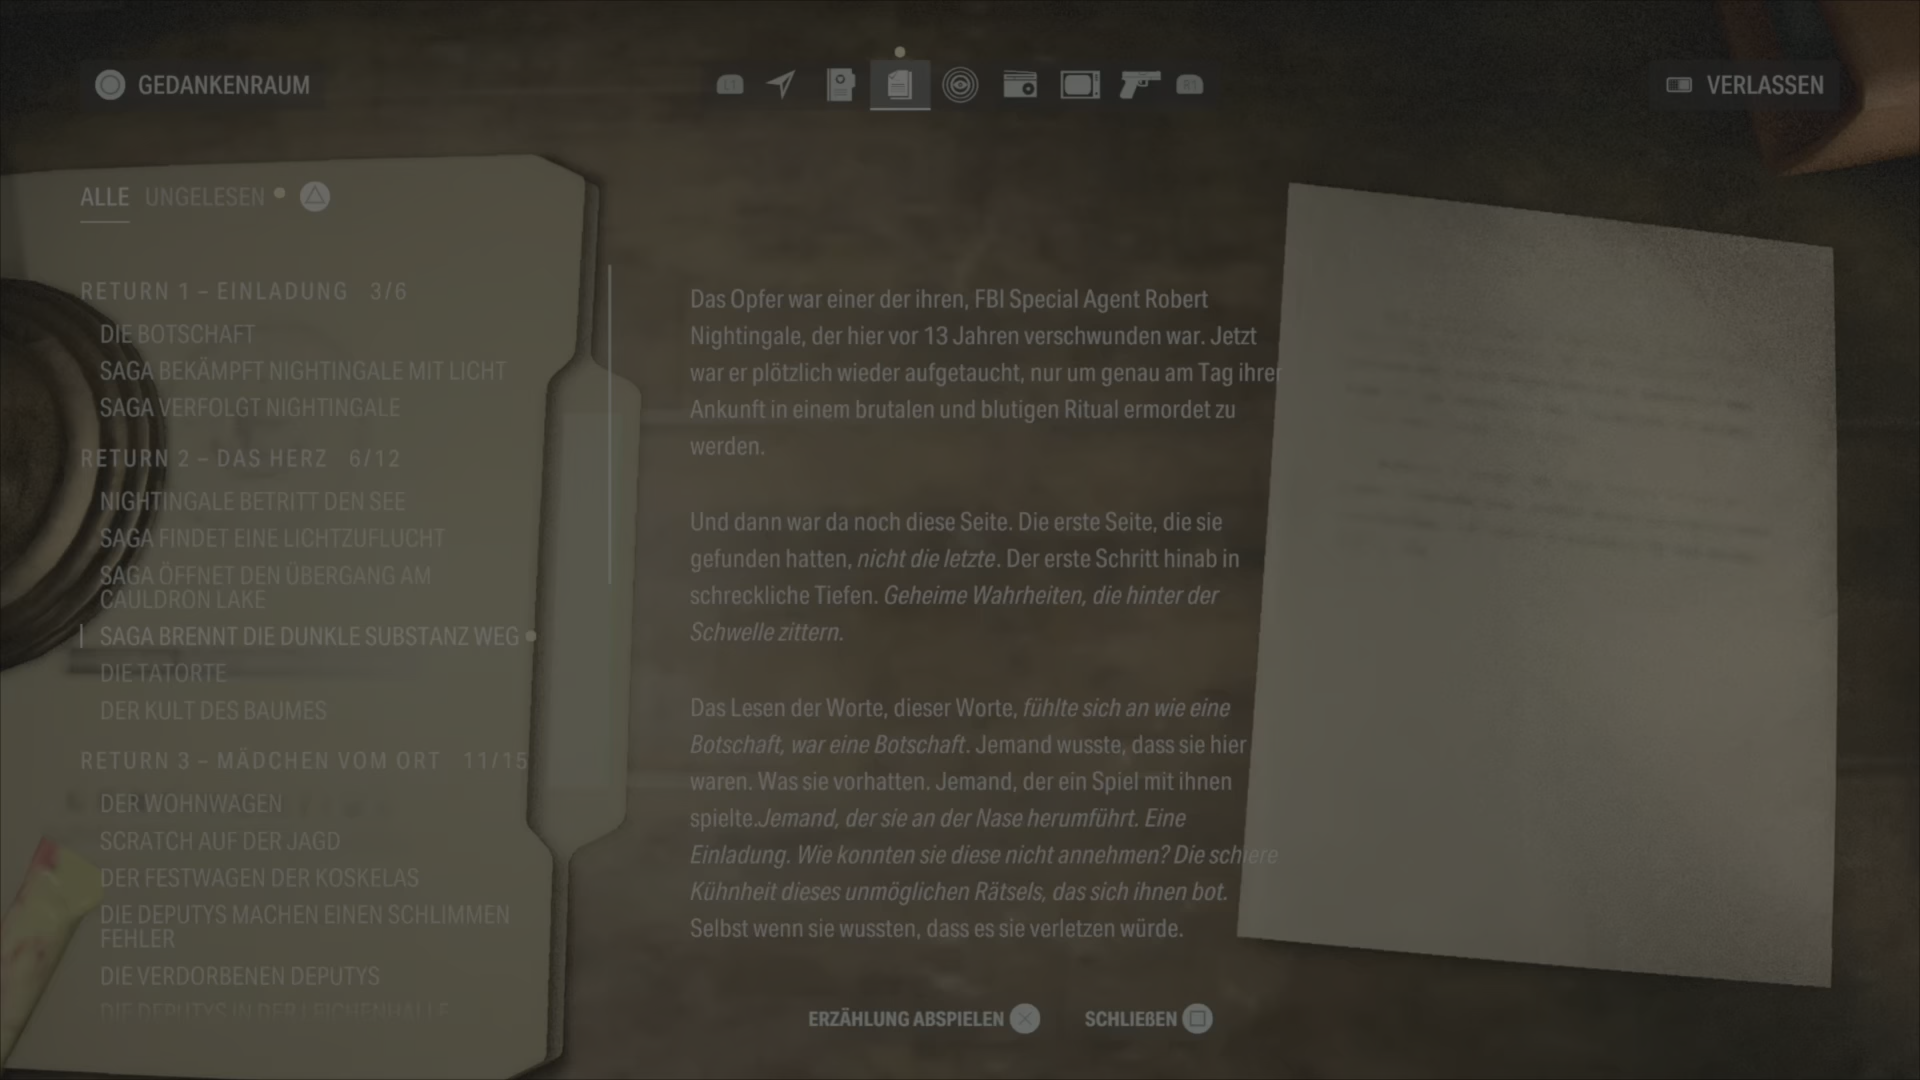 GEDANKENRAUM
L1
R1
VERLASSEN
ALLE UNGELESEN
RETURN 1 – EINLADUNG 3/6
DIE BOTSCHAFT
SAGA BEKÄMPFT NIGHTINGALE MIT LICHT
SAGA VERFOLGT NIGHTINGALE
RETURN 2 – DAS HERZ 6/12
NIGHTINGALE BETRITT DEN SEE
SAGA FINDET EINE LICHTZUFLUCHT
SAGA ÖFFNET DEN ÜBERGANG AM
CAULDRON LAKE
SAGA BRENNT DIE DUNKLE SUBSTANZ WEG
DIE TATORTE
DER KULT DES BAUMES
RETURN 3 – MÄDCHEN VOM ORT 11/15
DER WOHNWAGEN
SCRATCH AUF DER JAGD
DER FESTWAGEN DER KOSKELAS
DIE DEPUTYS MACHEN EINEN SCHLIMMEN
FEHLER
DIE VERDORBENEN DEPUTYS
DIE DEPUTYS IN DER LEICHENHALLE
Das Opfer war einer der ihren, FBI Special Agent Robert
Nightingale, der hier vor 13 Jahren verschwunden war. Jetzt
war er plötzlich wieder aufgetaucht, nur um genau am Tag ihrer
Ankunft in einem brutalen und blutigen Ritual ermordet zu
werden.
Und dann war da noch diese Seite. Die erste Seite, die sie
gefunden hatten, nicht die letzte. Der erste Schritt hinab in
schreckliche Tiefen. Geheime Wahrheiten, die hinter der
Schwelle zittern.
Das Lesen der Worte, dieser Worte, fühlte sich an wie eine
Botschaft, war eine Botschaft. Jemand wusste, dass sie hier
waren. Was sie vorhatten. Jemand, der ein Spiel mit ihnen
spielte.Jemand, der sie an der Nase herumführt. Eine
Einladung. Wie konnten sie diese nicht annehmen? Die schiere
Kühnheit dieses unmöglichen Rätsels, das sich ihnen bot.
Selbst wenn sie wussten, dass es sie verletzen würde.
ERZÄHLUNG ABSPIELEN
SCHLIEẞEN